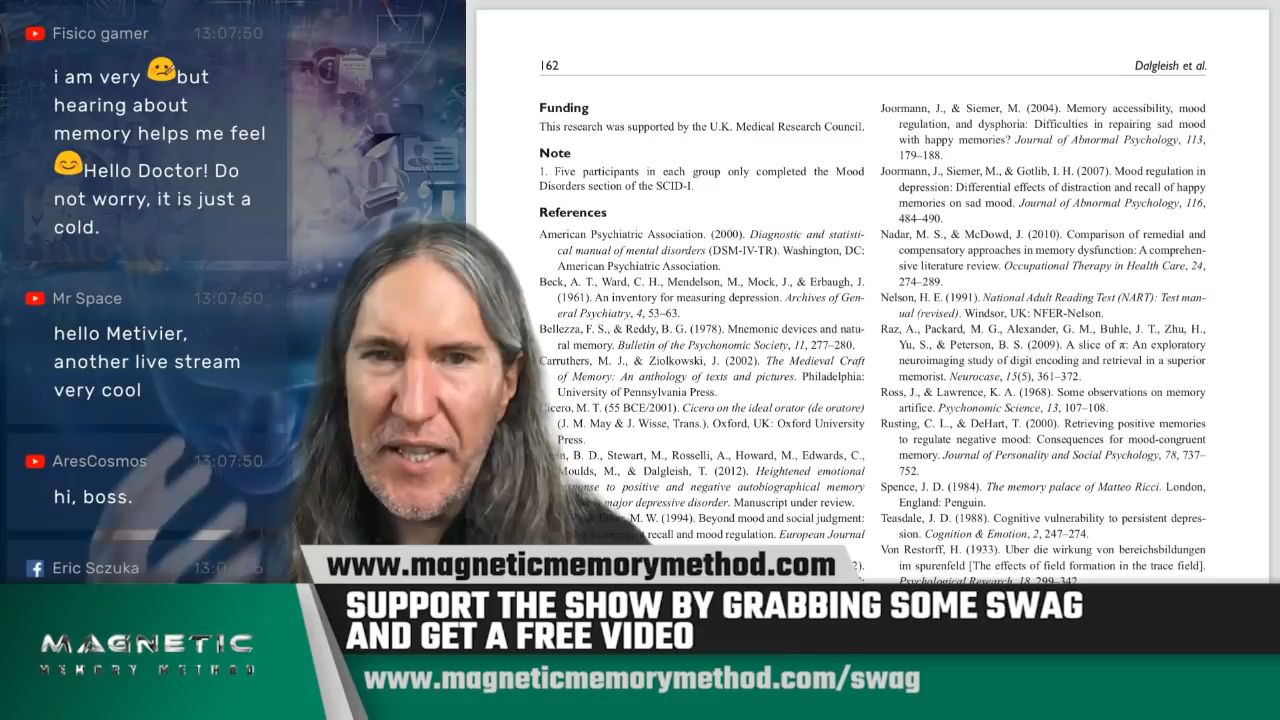 Fisico gamer 13:07:50
i am very 🤒but
hearing about
memory helps me feel
😊Hello Doctor! Do
not worry, it is just a
cold.
Mr Space 13:07:50
hello Metivier,
another live stream
very cool
AresCosmos 13:07:50
hi, boss.
Eric Sczuka
162 Dalgleish et al.
Funding
This research was supported by the U.K. Medical Research Council.
Note
1. Five participants in each group only completed the Mood
Disorders section of the SCID-I.
References
American Psychiatric Association. (2000). Diagnostic and statisti-
cal manual of mental disorders (DSM-IV-TR). Washington, DC:
American Psychiatric Association.
Beck, A. T., Ward, C. H., Mendelson, M., Mock, J., & Erbaugh, J.
(1961). An inventory for measuring depression. Archives of Gen-
eral Psychiatry, 4, 53–63.
Bellezza, F. S., & Reddy, B. G. (1978). Mnemonic devices and natu-
ral memory. Bulletin of the Psychonomic Society, 11, 277–280.
Carruthers, M. J., & Ziolkowski, J. (2002). The Medieval Craft
of Memory: An anthology of texts and pictures. Philadelphia:
University of Pennsylvania Press.
Cicero, M. T. (55 BCE/2001). Cicero on the ideal orator (de oratore)
(J. M. May & J. Wisse, Trans.). Oxford, UK: Oxford University
Press.
B. D., Stewart, M., Rosselli, A., Howard, M., Edwards, C.,
Moulds, M., & Dalgleish, T. (2012). Heightened emotional
response to positive and negative autobiographical memory
major depressive disorder. Manuscript under review.
M. W. (1994). Beyond mood and social judgment:
recall and mood regulation. European Journal
Joormann, J., & Siemer, M. (2004). Memory accessibility, mood
regulation, and dysphoria: Difficulties in repairing sad mood
with happy memories? Journal of Abnormal Psychology, 113,
179–188.
Joormann, J., Siemer, M., & Gotlib, I. H. (2007). Mood regulation in
depression: Differential effects of distraction and recall of happy
memories on sad mood. Journal of Abnormal Psychology, 116,
484–490.
Nadar, M. S., & McDowd, J. (2010). Comparison of remedial and
compensatory approaches in memory dysfunction: A comprehen-
sive literature review. Occupational Therapy in Health Care, 24,
274–289.
Nelson, H. E. (1991). National Adult Reading Test (NART): Test man-
ual (revised). Windsor, UK: NFER-Nelson.
Raz, A., Packard, M. G., Alexander, G. M., Buhle, J. T., Zhu, H.,
Yu, S., & Peterson, B. S. (2009). A slice of π: An exploratory
neuroimaging study of digit encoding and retrieval in a superior
memorist. Neurocase, 15(5), 361–372.
Ross, J., & Lawrence, K. A. (1968). Some observations on memory
artifice. Psychonomic Science, 13, 107–108.
Rusting, C. L., & DeHart, T. (2000). Retrieving positive memories
to regulate negative mood: Consequences for mood-congruent
memory. Journal of Personality and Social Psychology, 78, 737–
752.
Spence, J. D. (1984). The memory palace of Matteo Ricci. London,
England: Penguin.
Teasdale, J. D. (1988). Cognitive vulnerability to persistent depres-
sion. Cognition & Emotion, 2, 247–274.
Von Restorff, H. (1933). Uber die wirkung von bereichsbildungen
im spurenfeld [The effects of field formation in the trace field].
Psychological Research, 18, 299–342.
www.magneticmemorymethod.com
SUPPORT THE SHOW BY GRABBING SOME SWAG
AND GET A FREE VIDEO
www.magneticmemorymethod.com/swag
MAGNETIC
MEMORY METHOD